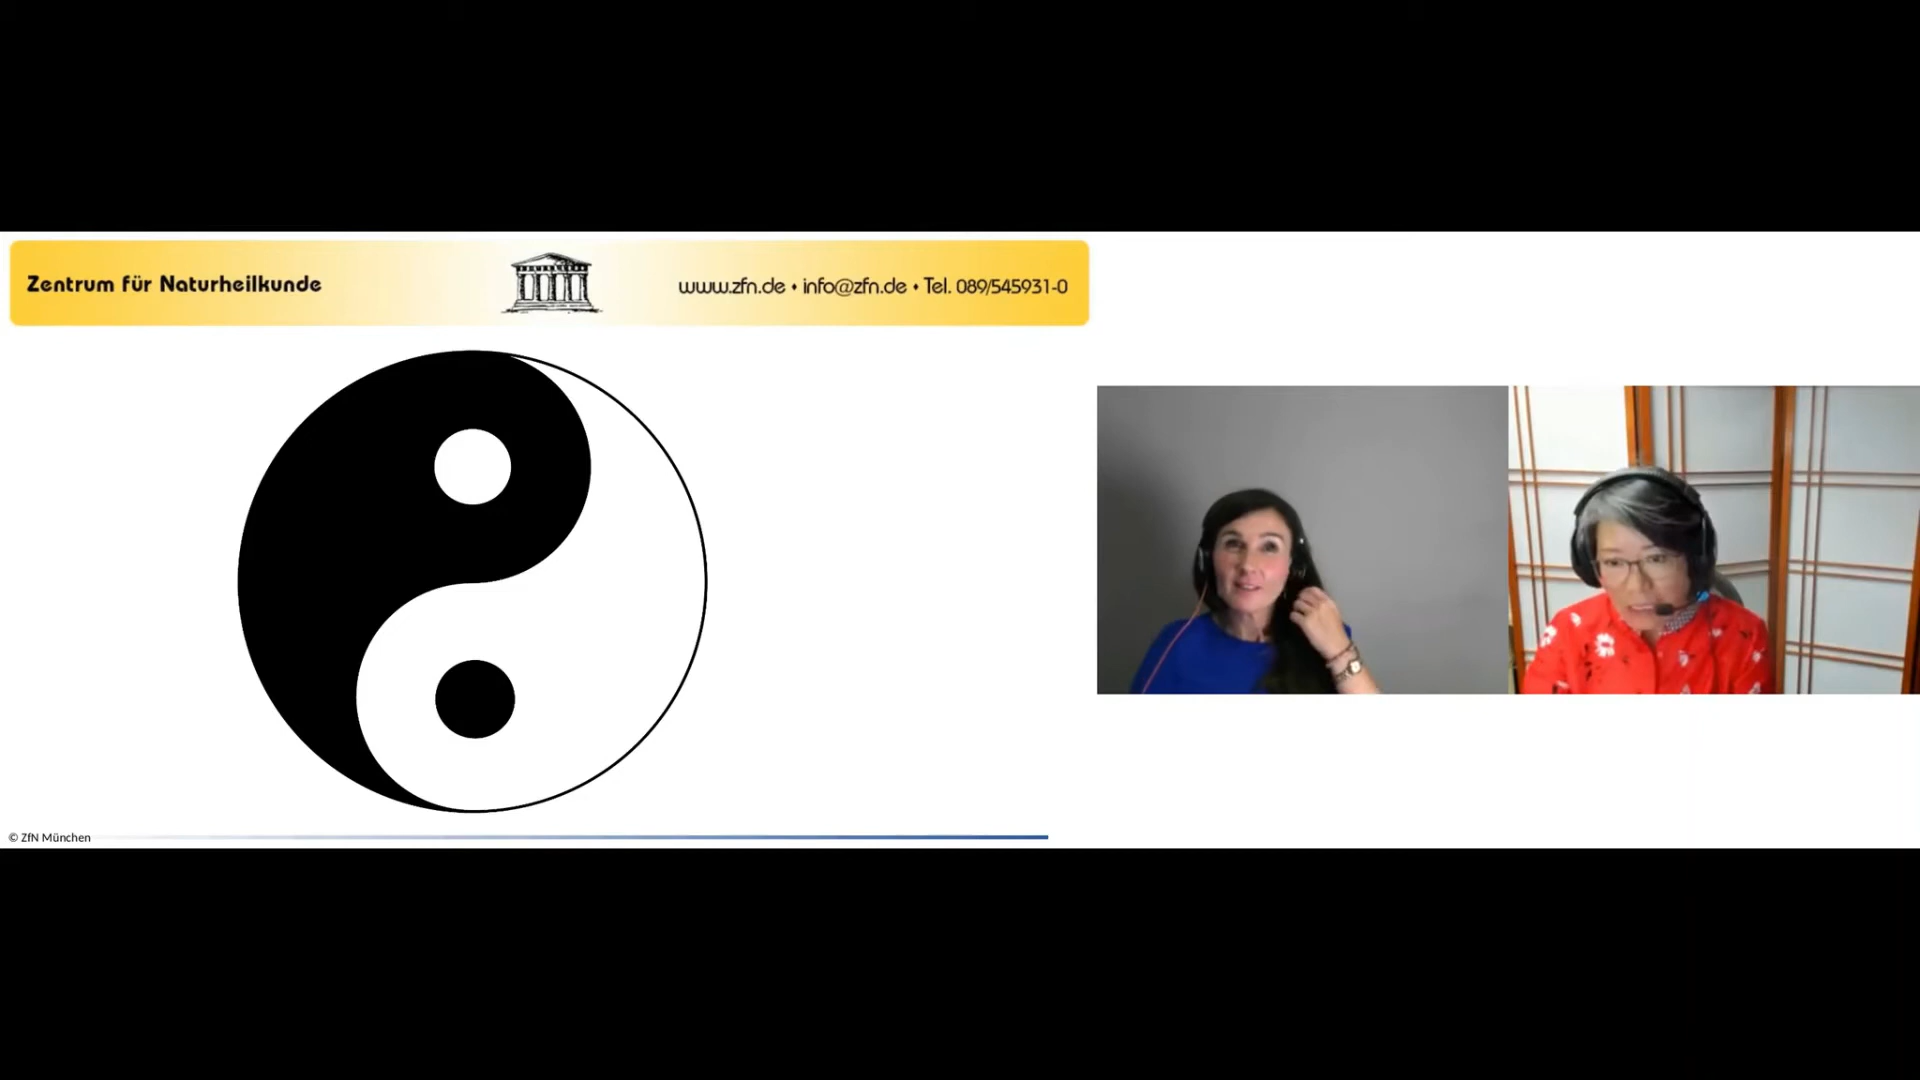 Zentrum für Naturheilkunde
www.zfn.de • info@zfn.de • Tel. 089/545931-0
© ZfN München